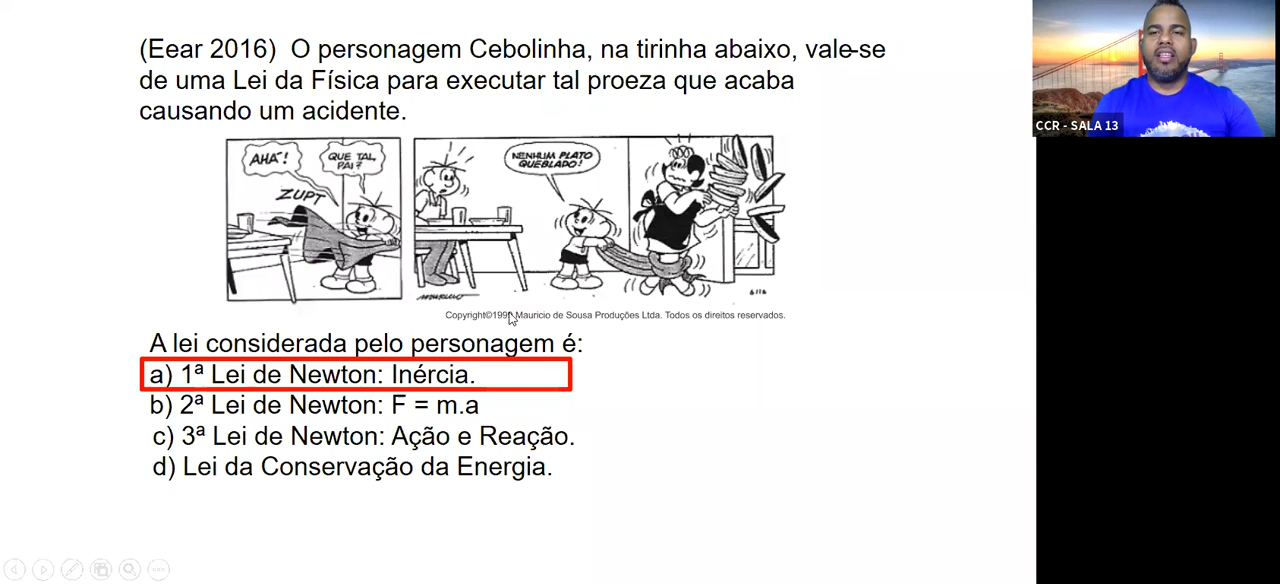 (Eear 2016) O personagem Cebolinha, na tirinha abaixo, vale-se
de uma Lei da Física para executar tal proeza que acaba
causando um acidente.
CCR - SALA 13
AHÃ!
QUE TAL,
PAI?
ZUPT
NENHUM PLATO
QUEBLADO!
MAURICIO
Mauricio de Sousa Produções Ltda. Todos os direitos reservados.
A lei considerada pelo personagem é:
a) 1ª Lei de Newton: Inércia.
b) 2ª Lei de Newton: F = m.a
c) 3ª Lei de Newton: Ação e Reação.
d) Lei da Conservação da Energia.